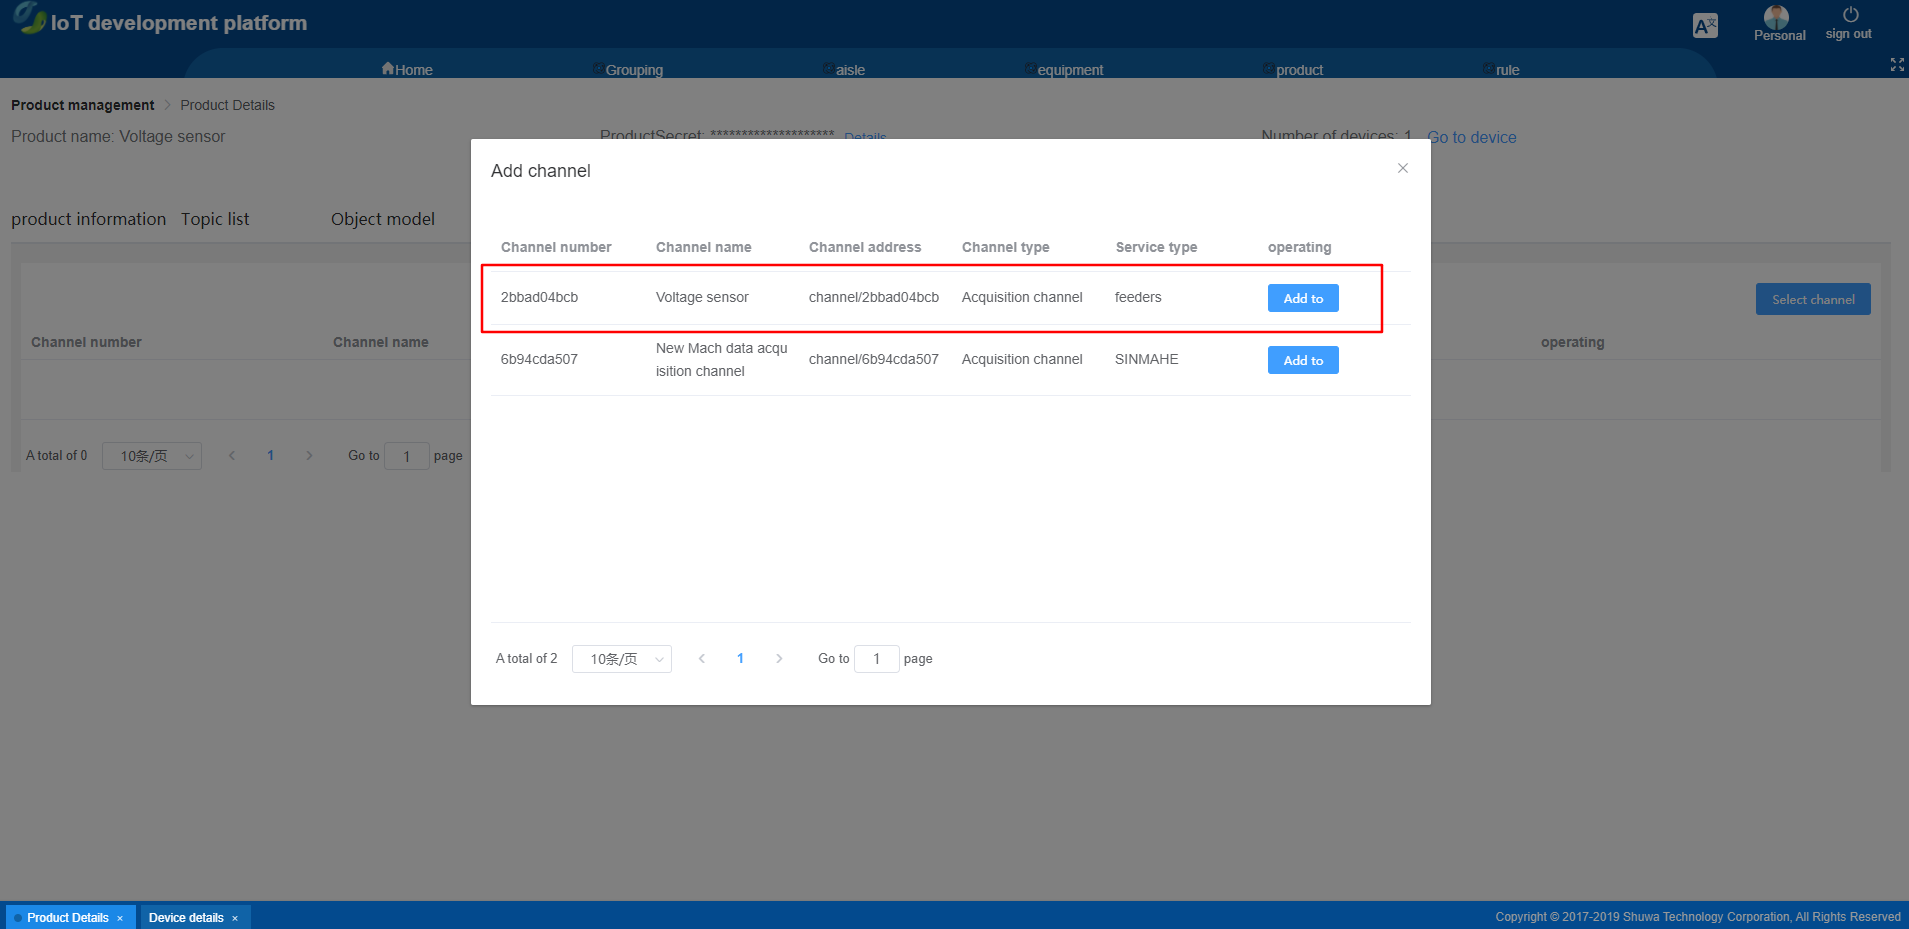 IoT development platform
Personal
sign out
Home
Grouping
aisle
equipment
product
rule
Product management
Product Details
Product name: Voltage sensor
ProductSecret: ******************** Details
Number of devices: 1 Go to device
product information Topic list Object model
Select channel
Channel number Channel name operating
A total of 0 10条/页 1 Go to 1 page
Add channel
Channel number Channel name Channel address Channel type Service type operating
2bbad04bcb Voltage sensor channel/2bbad04bcb Acquisition channel feeders Add to
6b94cda507 New Mach data acqu
isition channel channel/6b94cda507 Acquisition channel SINMAHE Add to
A total of 2 10条/页 1 Go to 1 page
Product Details ×
Device details ×
Copyright © 2017-2019 Shuwa Technology Corporation, All Rights Reserved